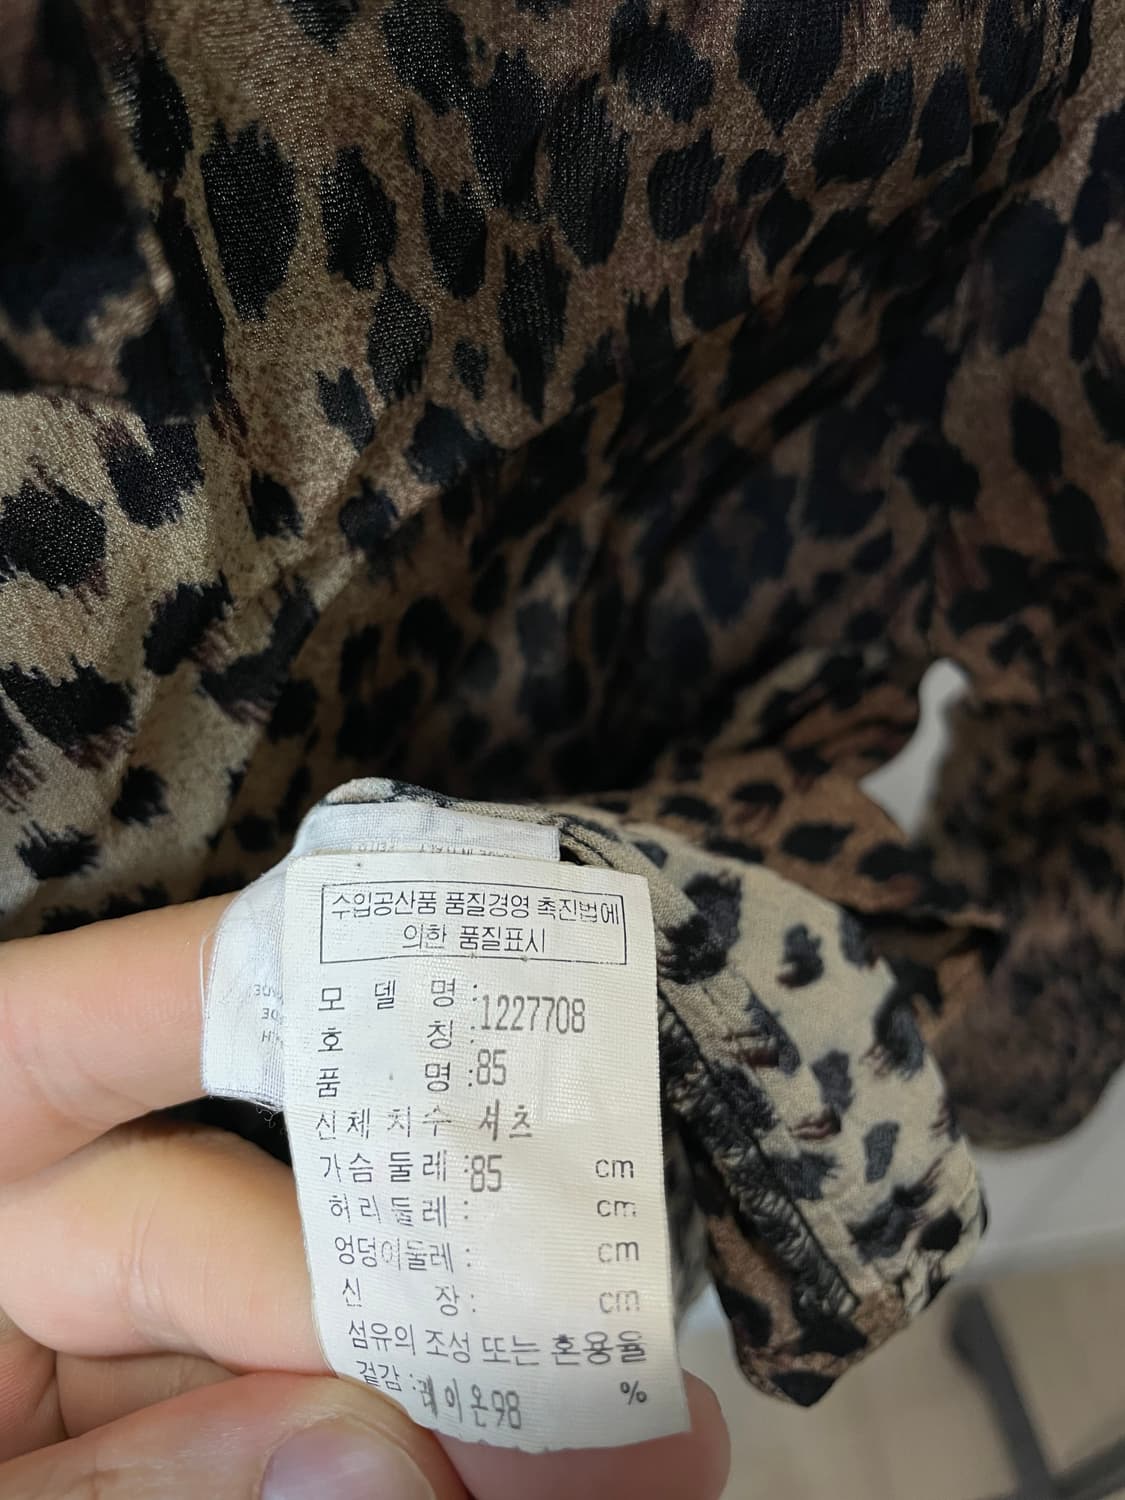 수입공산품 품질경영 촉진법에
의한 품질표시
모 델 명 : 1227708
호 칭 :
품 명 : 85
신체 치수 셔츠
가슴 둘레 : 85 cm
허리둘레 : cm
엉덩이둘레 : cm
신 장 : cm
섬유의 조성 또는 혼용율
겉감 : 레이온98 %